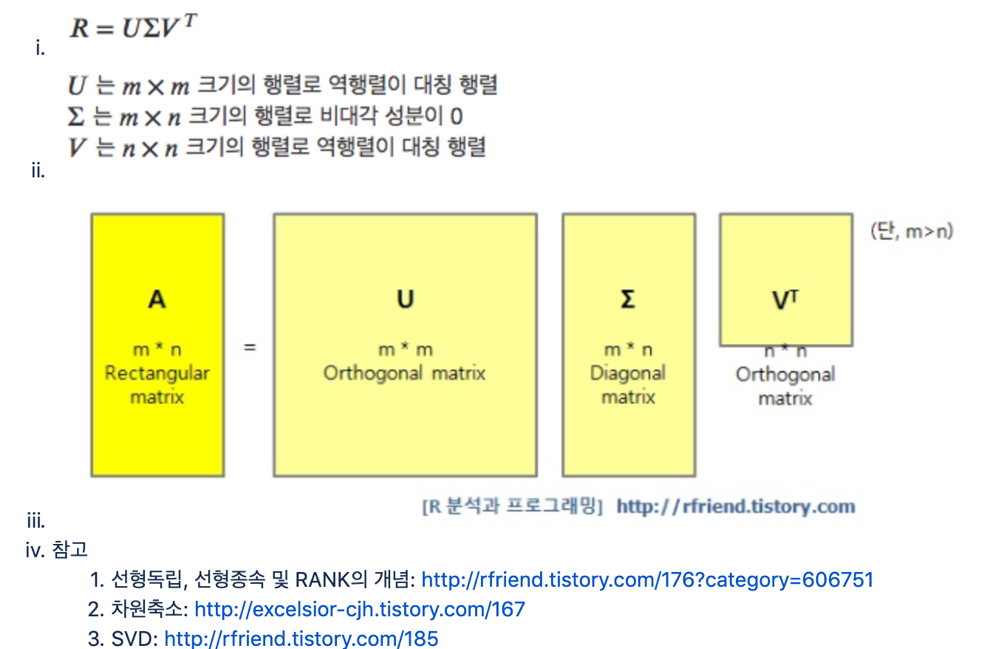 R = UΣVᵀ
i.
U 는 m × m 크기의 행렬로 역행렬이 대칭 행렬
Σ 는 m × n 크기의 행렬로 비대각 성분이 0
V 는 n × n 크기의 행렬로 역행렬이 대칭 행렬
ii.
(단, m>n)
A
m * n
Rectangular
matrix
=
U
m * m
Orthogonal matrix
Σ
m * n
Diagonal
matrix
Vᵀ
n * n
Orthogonal
matrix
[R 분석과 프로그래밍] http://rfriend.tistory.com
iii.
iv. 참고
1. 선형독립, 선형종속 및 RANK의 개념: http://rfriend.tistory.com/176?category=606751
2. 차원축소: http://excelsior-cjh.tistory.com/167
3. SVD: http://rfriend.tistory.com/185